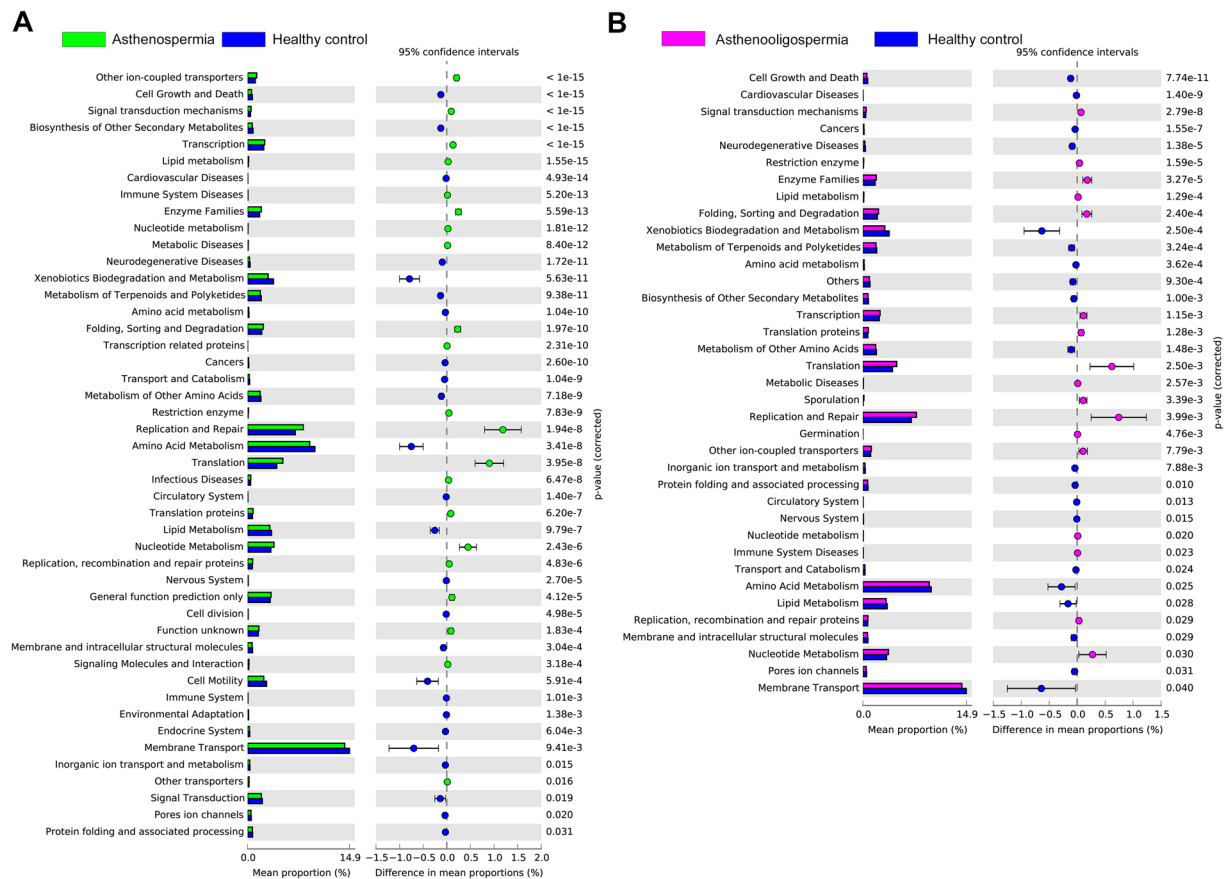 A
Asthenospermia Healthy control
95% confidence intervals
Other ion-coupled transporters < 1e-15
Cell Growth and Death < 1e-15
Signal transduction mechanisms < 1e-15
Biosynthesis of Other Secondary Metabolites < 1e-15
Transcription < 1e-15
Lipid metabolism 1.55e-15
Cardiovascular Diseases 4.93e-14
Immune System Diseases 5.20e-13
Enzyme Families 5.59e-13
Nucleotide metabolism 1.81e-12
Metabolic Diseases 8.40e-12
Neurodegenerative Diseases 1.72e-11
Xenobiotics Biodegradation and Metabolism 5.63e-11
Metabolism of Terpenoids and Polyketides 9.38e-11
Amino acid metabolism 1.04e-10
Folding, Sorting and Degradation 1.97e-10
Transcription related proteins 2.31e-10
Cancers 2.60e-10
Transport and Catabolism 1.04e-9
Metabolism of Other Amino Acids 7.18e-9
Restriction enzyme 7.83e-9
Replication and Repair 1.94e-8
Amino Acid Metabolism 3.41e-8
Translation 3.95e-8
Infectious Diseases 6.47e-8
Circulatory System 1.40e-7
Translation proteins 6.20e-7
Lipid Metabolism 9.79e-7
Nucleotide Metabolism 2.43e-6
Replication, recombination and repair proteins 4.83e-6
Nervous System 2.70e-5
General function prediction only 4.12e-5
Cell division 4.98e-5
Function unknown 1.83e-4
Membrane and intracellular structural molecules 3.04e-4
Signaling Molecules and Interaction 3.18e-4
Cell Motility 5.91e-4
Immune System 1.01e-3
Environmental Adaptation 1.38e-3
Endocrine System 6.04e-3
Membrane Transport 9.41e-3
Inorganic ion transport and metabolism 0.015
Other transporters 0.016
Signal Transduction 0.019
Pores ion channels 0.020
Protein folding and associated processing 0.031
p-value (corrected)
0.0 14.9 −1.5 −1.0 −0.5 0.0 0.5 1.0 1.5 2.0
Mean proportion (%) Difference in mean proportions (%)
B
Asthenooligospermia Healthy control
95% confidence intervals
Cell Growth and Death 7.74e-11
Cardiovascular Diseases 1.40e-9
Signal transduction mechanisms 2.79e-8
Cancers 1.55e-7
Neurodegenerative Diseases 1.38e-5
Restriction enzyme 1.59e-5
Enzyme Families 3.27e-5
Lipid metabolism 1.29e-4
Folding, Sorting and Degradation 2.40e-4
Xenobiotics Biodegradation and Metabolism 2.50e-4
Metabolism of Terpenoids and Polyketides 3.24e-4
Amino acid metabolism 3.62e-4
Others 9.30e-4
Biosynthesis of Other Secondary Metabolites 1.00e-3
Transcription 1.15e-3
Translation proteins 1.28e-3
Metabolism of Other Amino Acids 1.48e-3
Translation 2.50e-3
Metabolic Diseases 2.57e-3
Sporulation 3.39e-3
Replication and Repair 3.99e-3
Germination 4.76e-3
Other ion-coupled transporters 7.79e-3
Inorganic ion transport and metabolism 7.88e-3
Protein folding and associated processing 0.010
Circulatory System 0.013
Nervous System 0.015
Nucleotide metabolism 0.020
Immune System Diseases 0.023
Transport and Catabolism 0.024
Amino Acid Metabolism 0.025
Lipid Metabolism 0.028
Replication, recombination and repair proteins 0.029
Membrane and intracellular structural molecules 0.029
Nucleotide Metabolism 0.030
Pores ion channels 0.031
Membrane Transport 0.040
p-value (corrected)
0.0 14.9 −1.5 −1.0 −0.5 0.0 0.5 1.0 1.5
Mean proportion (%) Difference in mean proportions (%)